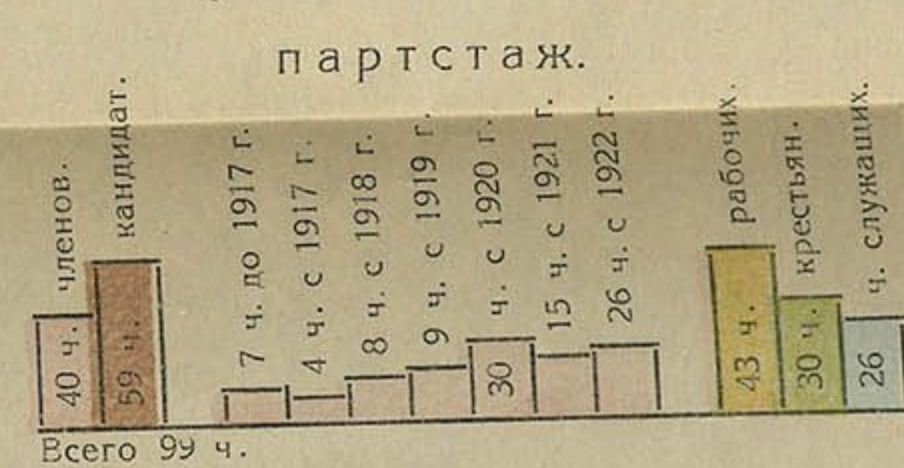 партстаж.
40 ч. членов.
59 ч. кандидат.
7 ч. до 1917 г.
4 ч. с 1917 г.
8 ч. с 1918 г.
9 ч. с 1919 г.
30 ч. с 1920 г.
15 ч. с 1921 г.
26 ч. с 1922 г.
43 ч. рабочих.
30 ч. крестьян.
26 ч. служащих.
Всего 99 ч.